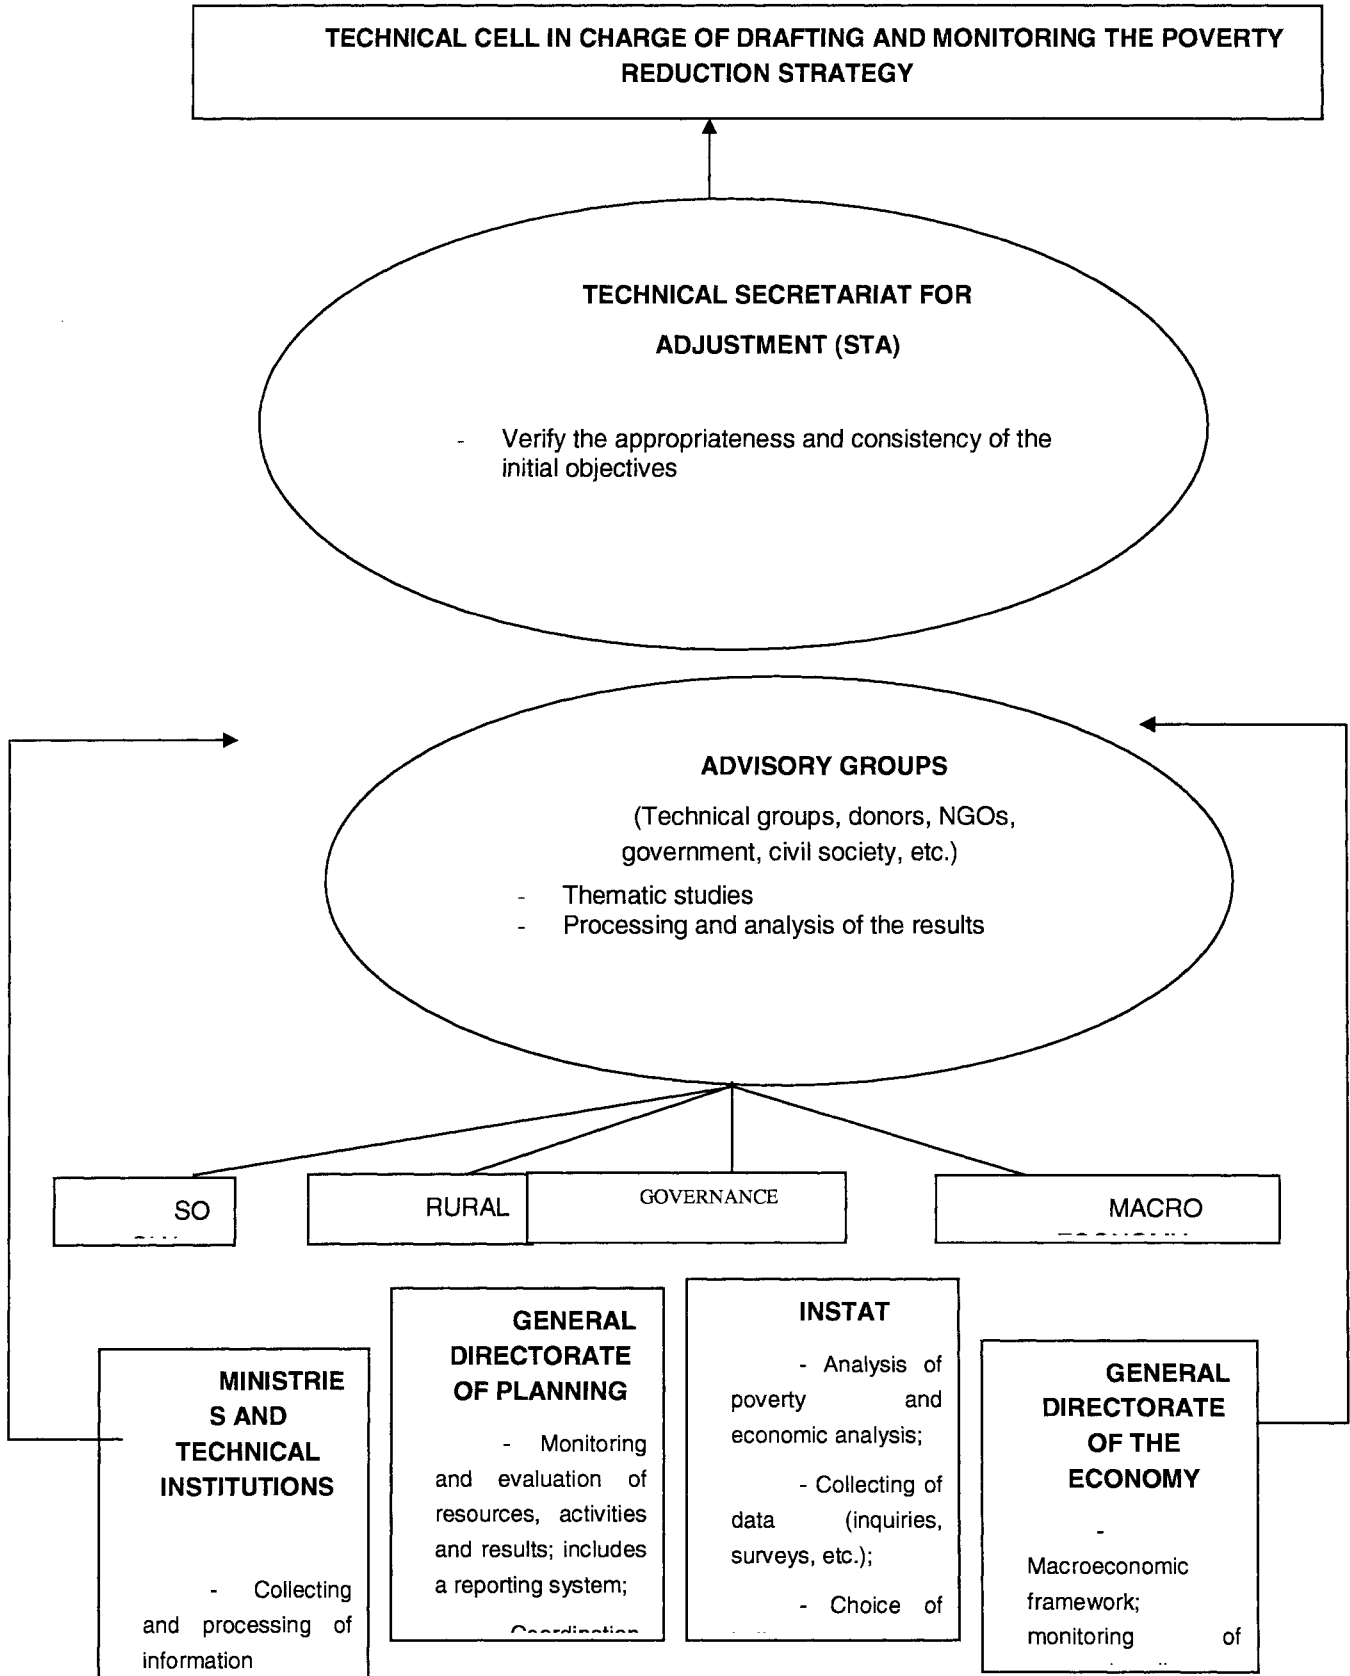 TECHNICAL CELL IN CHARGE OF DRAFTING AND MONITORING THE POVERTY
REDUCTION STRATEGY
TECHNICAL SECRETARIAT FOR
ADJUSTMENT (STA)
- Verify the appropriateness and consistency of the
initial objectives
ADVISORY GROUPS
(Technical groups, donors, NGOs,
government, civil society, etc.)
- Thematic studies
- Processing and analysis of the results
SO
RURAL
GOVERNANCE
MACRO
MINISTRIE
S AND
TECHNICAL
INSTITUTIONS
- Collecting
and processing of
information
GENERAL
DIRECTORATE
OF PLANNING
- Monitoring
and evaluation of
resources, activities
and results; includes
a reporting system;
INSTAT
- Analysis of
poverty and
economic analysis;
- Collecting of
data (inquiries,
surveys, etc.);
- Choice of
GENERAL
DIRECTORATE
OF THE
ECONOMY
-
Macroeconomic
framework;
monitoring of